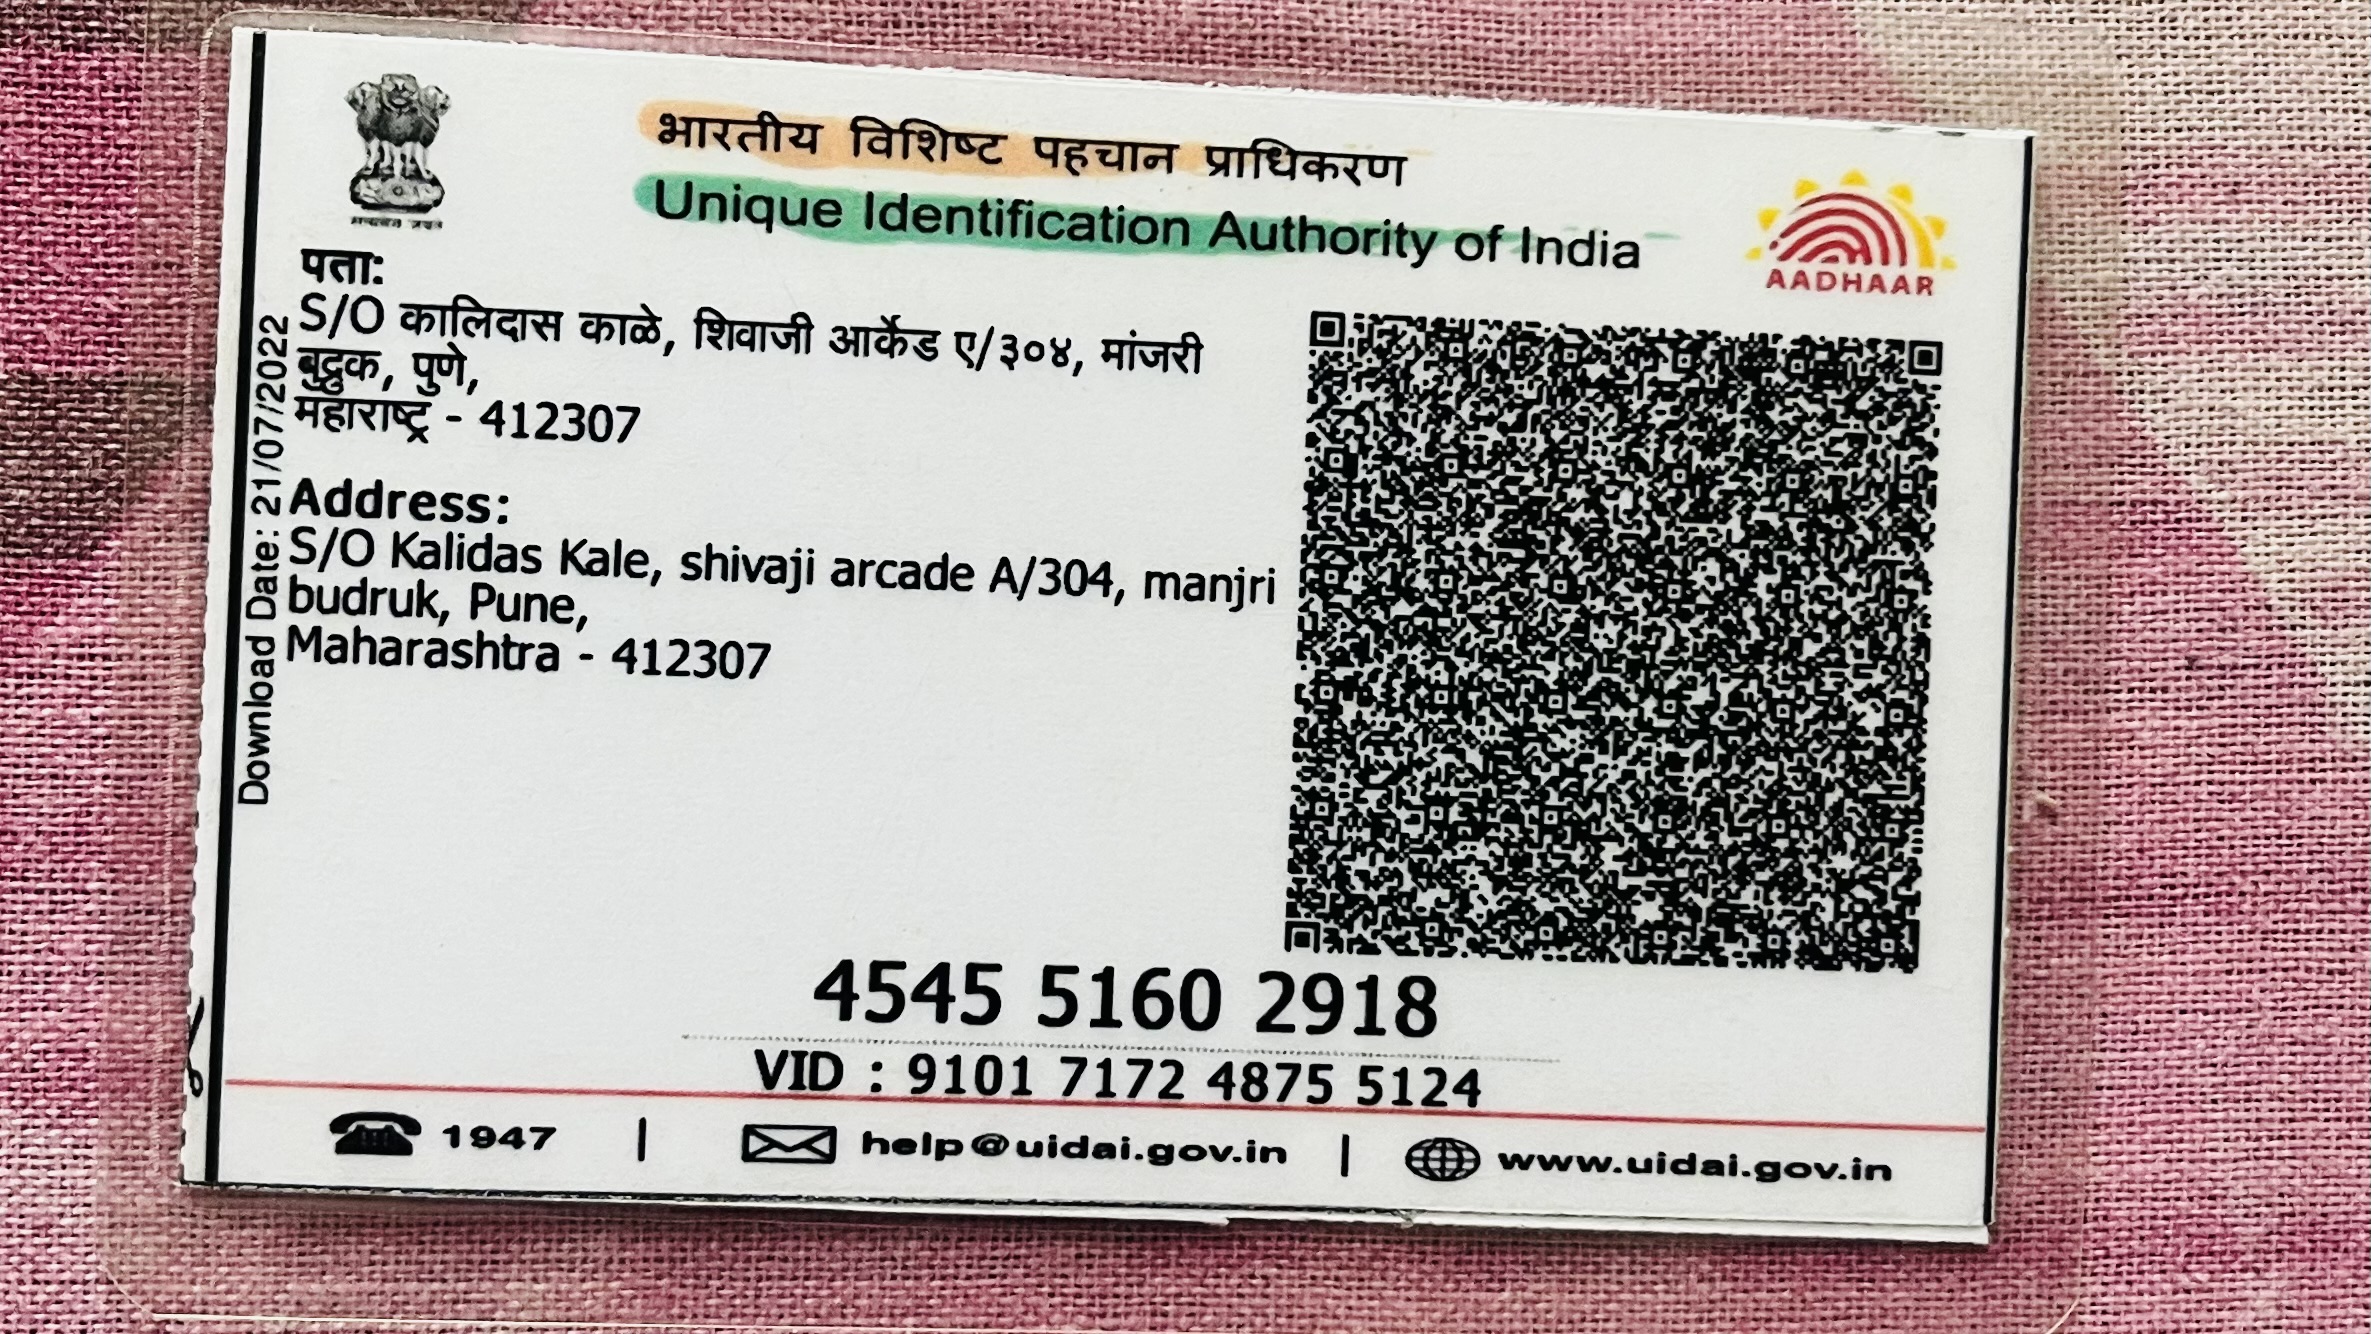 भारतीय विशिष्ट पहचान प्राधिकरण
Unique Identification Authority of India
AADHAAR
पता:
S/O कालिदास काळे, शिवाजी आर्केड ए/३०४, मांजरी
बुद्रुक, पुणे,
महाराष्ट्र - 412307
Address:
S/O Kalidas Kale, shivaji arcade A/304, manjri
budruk, Pune,
Maharashtra - 412307
Download Date: 21/07/2022
4545 5160 2918
VID : 9101 7172 4875 5124
1947 | help@uidai.gov.in | www.uidai.gov.in